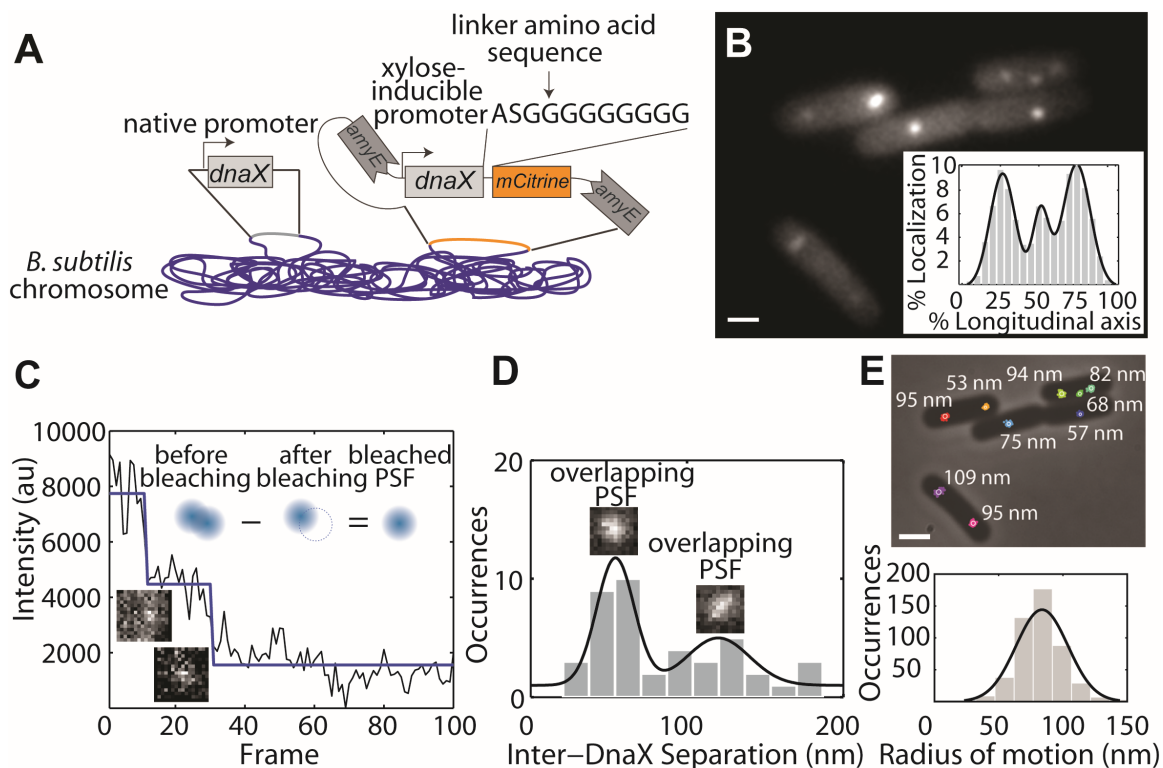 A
linker amino acid
sequence
xylose-
inducible
promoter
ASGGGGGGGGG
native promoter
amyE
dnaX
dnaX
mCitrine
amyE
B. subtilis
chromosome
B
% Localization
10
8
6
4
2
0 25 50 75 100
% Longitudinal axis
C
Intensity (au)
10000
8000
6000
4000
2000
before
bleaching
after
bleaching
bleached
PSF
– =
20 40 60 80 100
Frame
D
Occurrences
20
10
0
overlapping
PSF
overlapping
PSF
0 100 200
Inter–DnaX Separation (nm)
E
95 nm
53 nm
94 nm
82 nm
68 nm
57 nm
75 nm
109 nm
95 nm
Occurrences
200
150
100
50
0 50 100 150
Radius of motion (nm)